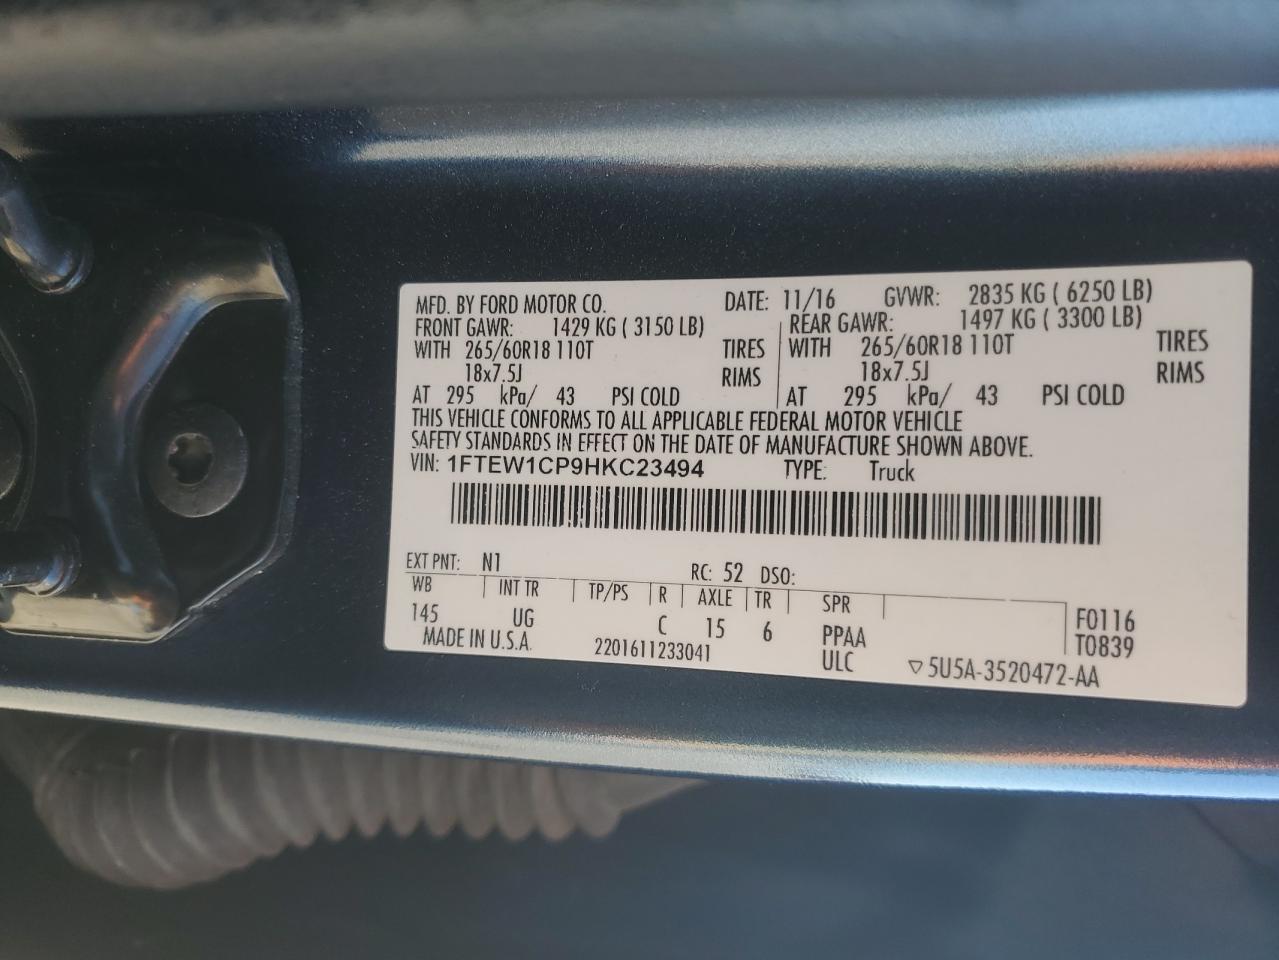 MFD. BY FORD MOTOR CO. DATE: 11/16 GVWR: 2835 KG ( 6250 LB)
FRONT GAWR: 1429 KG ( 3150 LB) REAR GAWR: 1497 KG ( 3300 LB)
WITH 265/60R18 110T TIRES WITH 265/60R18 110T TIRES
18x7.5J RIMS 18x7.5J RIMS
AT 295 kPa/ 43 PSI COLD AT 295 kPa/ 43 PSI COLD
THIS VEHICLE CONFORMS TO ALL APPLICABLE FEDERAL MOTOR VEHICLE
SAFETY STANDARDS IN EFFECT ON THE DATE OF MANUFACTURE SHOWN ABOVE.
VIN: 1FTEW1CP9HKC23494 TYPE: Truck
EXT PNT: N1 RC: 52 DSO:
WB INT TR TP/PS R AXLE TR SPR F0116
145 UG C 15 6 PPAA T0839
MADE IN U.S.A. 2201611233041 ULC ▽5U5A-3520472-AA